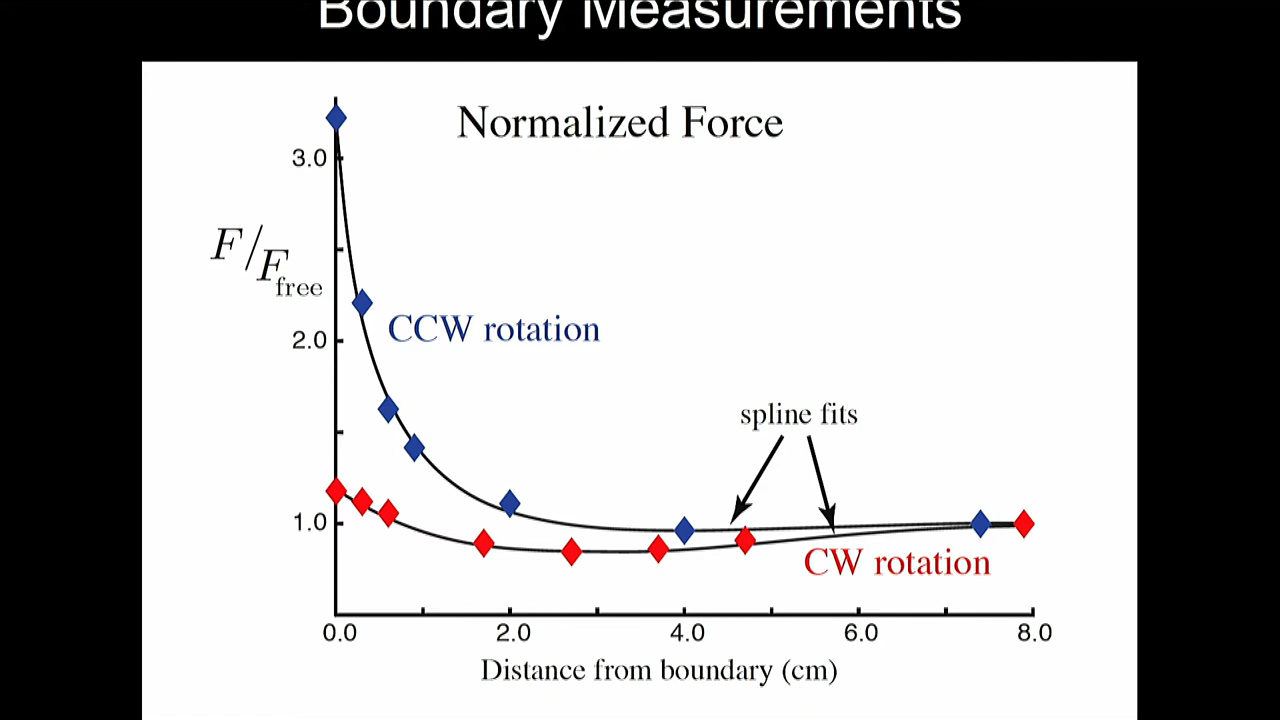 Boundary Measurements
Normalized Force
3.0
F/F free
CCW rotation
2.0
spline fits
1.0
CW rotation
0.0 2.0 4.0 6.0 8.0
Distance from boundary (cm)